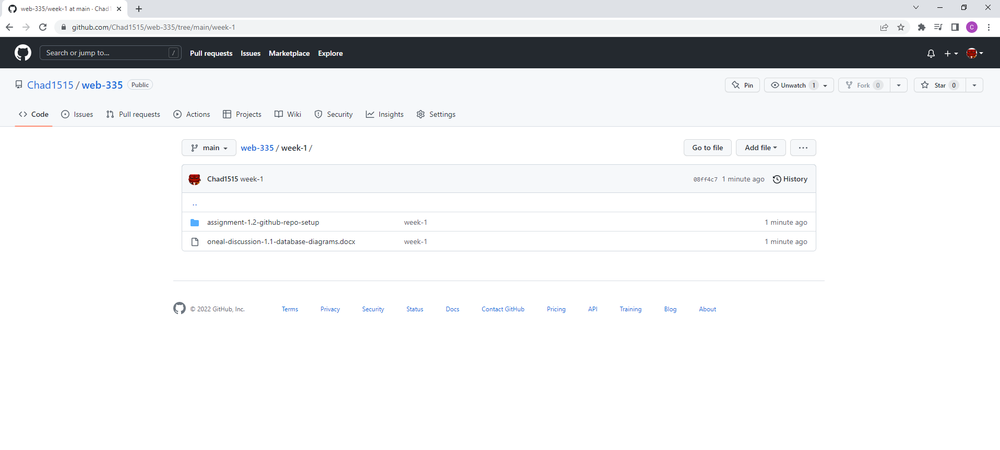 web-335/week-1 at main · Chad1
github.com/Chad1515/web-335/tree/main/week-1
C
Search or jump to...
/
Pull requests Issues Marketplace Explore
Chad1515 / web-335 Public
Pin Unwatch 1 Fork 0 Star 0
Code Issues Pull requests Actions Projects Wiki Security Insights Settings
main web-335 / week-1 / Go to file Add file ...
Chad1515 week-1 08ff4c7 1 minute ago History
..
assignment-1.2-github-repo-setup week-1 1 minute ago
oneal-discussion-1.1-database-diagrams.docx week-1 1 minute ago
© 2022 GitHub, Inc. Terms Privacy Security Status Docs Contact GitHub Pricing API Training Blog About